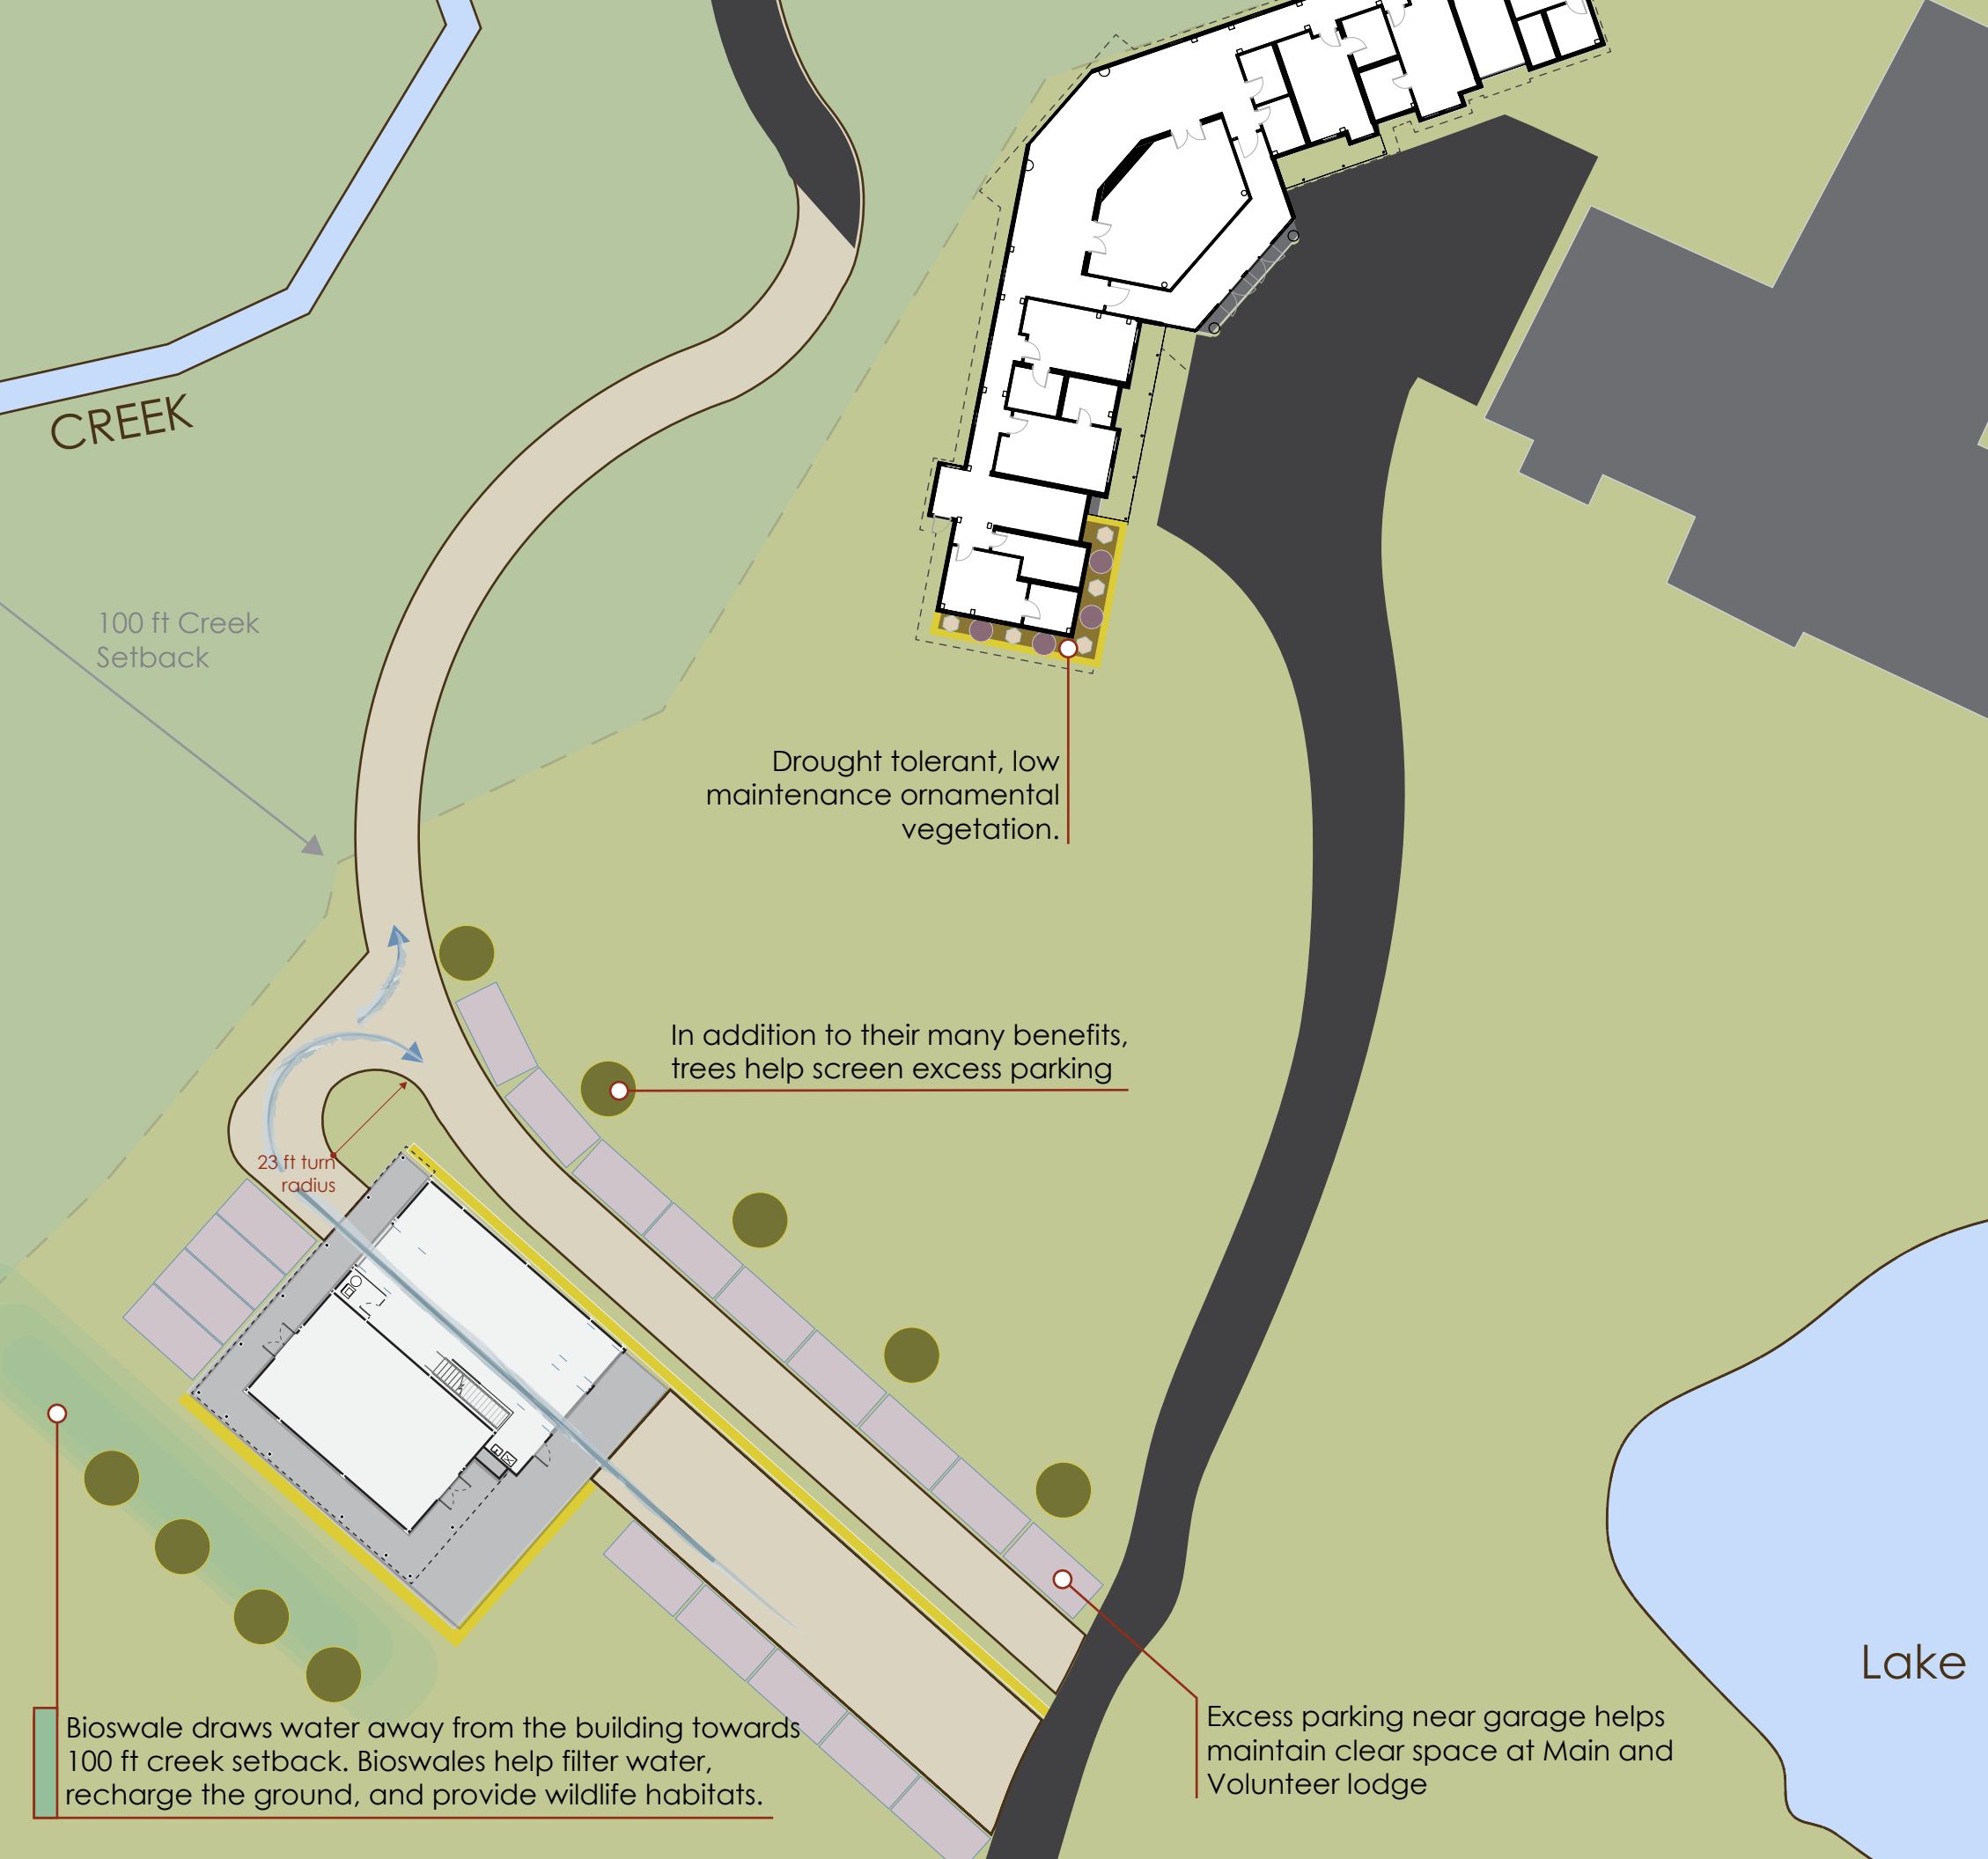 CREEK
100 ft Creek
Setback
Drought tolerant, low
maintenance ornamental
vegetation.
In addition to their many benefits,
trees help screen excess parking
23 ft turn
radius
Lake
Bioswale draws water away from the building towards
100 ft creek setback. Bioswales help filter water,
recharge the ground, and provide wildlife habitats.
Excess parking near garage helps
maintain clear space at Main and
Volunteer lodge